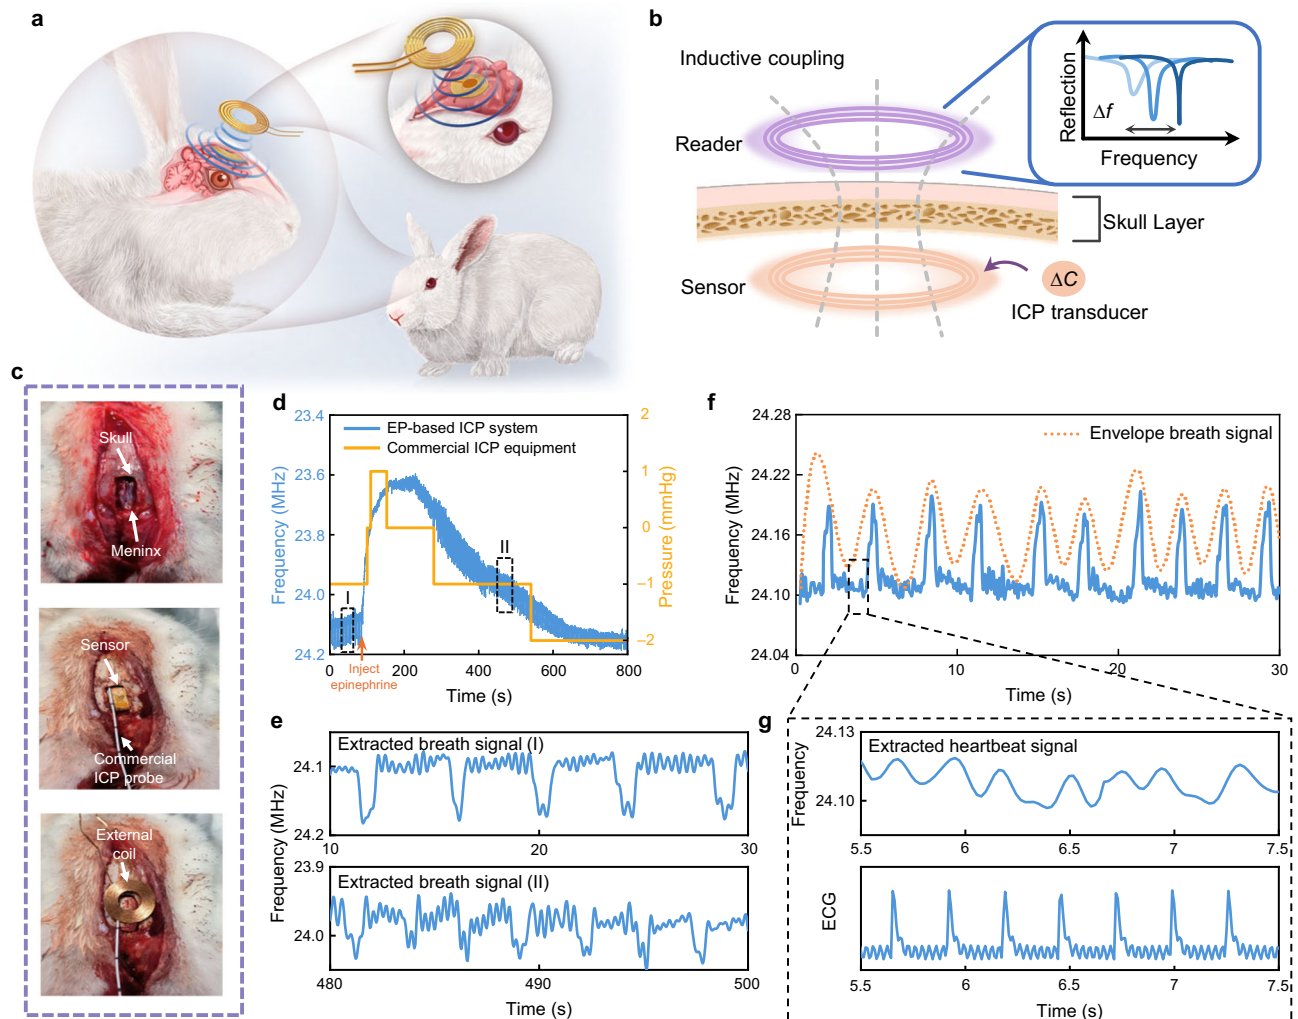 a
b
Inductive coupling
Reader
Sensor
Reflection
Δf
Frequency
Skull Layer
ΔC
ICP transducer
c
Skull
Meninx
Sensor
Commercial
ICP probe
External
coil
d
EP-based ICP system
Commercial ICP equipment
Frequency (MHz)
23.4
23.6
23.8
24.0
24.2
Pressure (mmHg)
2
1
0
−1
−2
I
II
Inject
epinephrine
0 200 400 600 800
Time (s)
e
Extracted breath signal (I)
24.1
24.2
10 20 30
Extracted breath signal (II)
23.9
24.0
480 490 500
Frequency (MHz)
Time (s)
f
Envelope breath signal
Frequency (MHz)
24.28
24.22
24.16
24.10
24.04
0 10 20 30
Time (s)
g
Extracted heartbeat signal
Frequency
24.13
24.10
5.5 6 6.5 7 7.5
ECG
5.5 6 6.5 7 7.5
Time (s)